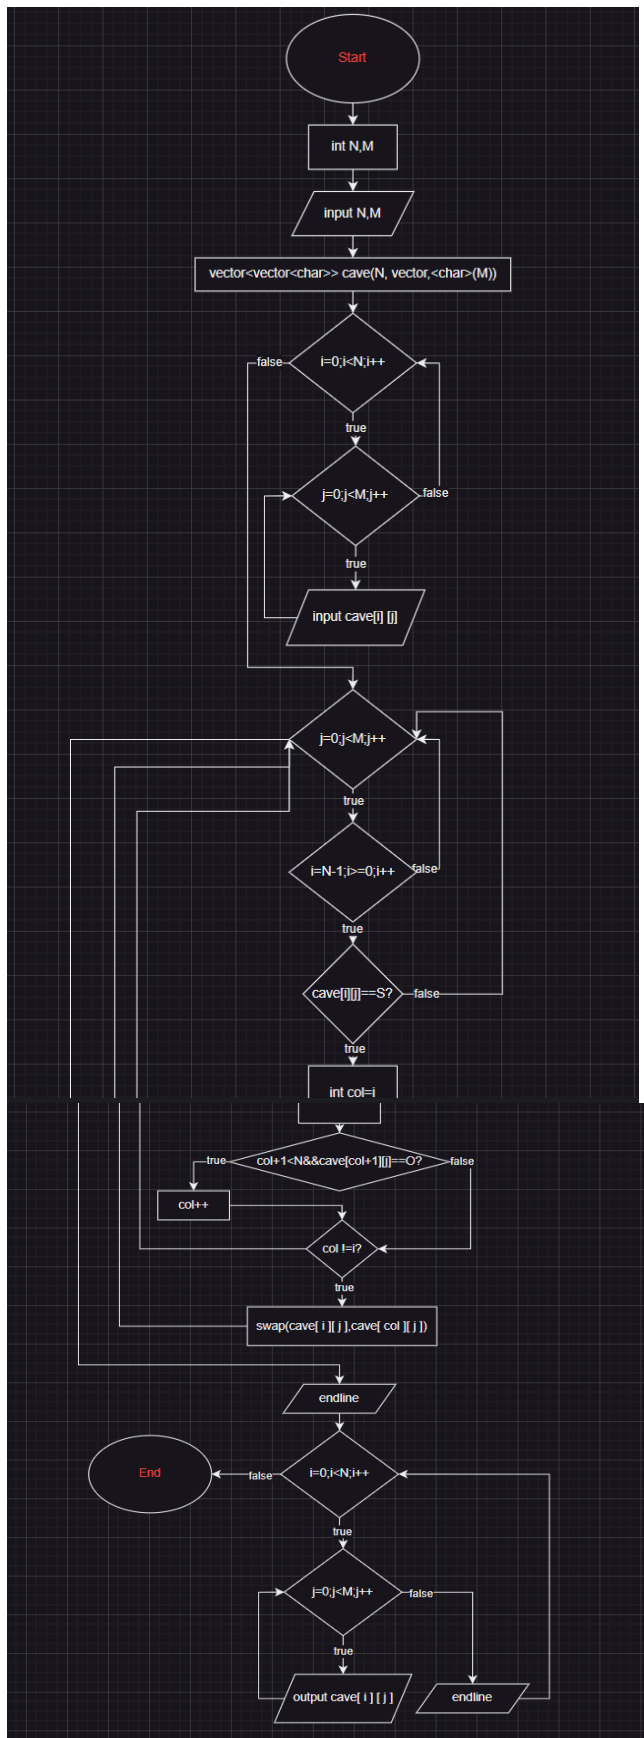 Start
int N,M
input N,M
vector<vector<char>> cave(N, vector,<char>(M))
i=0;i<N;i++
false
true
j=0;j<M;j++
false
true
input cave[i] [j]
j=0;j<M;j++
true
i=N-1;i>=0;i++
false
true
cave[i][j]==S?
false
true
int col=i
col+1<N&&cave[col+1][j]==O?
true
false
col++
col !=i?
true
swap(cave[ i ][ j ],cave[ col ][ j ])
endline
End
false
i=0;i<N;i++
true
j=0;j<M;j++
false
true
output cave[ i ] [ j ]
endline